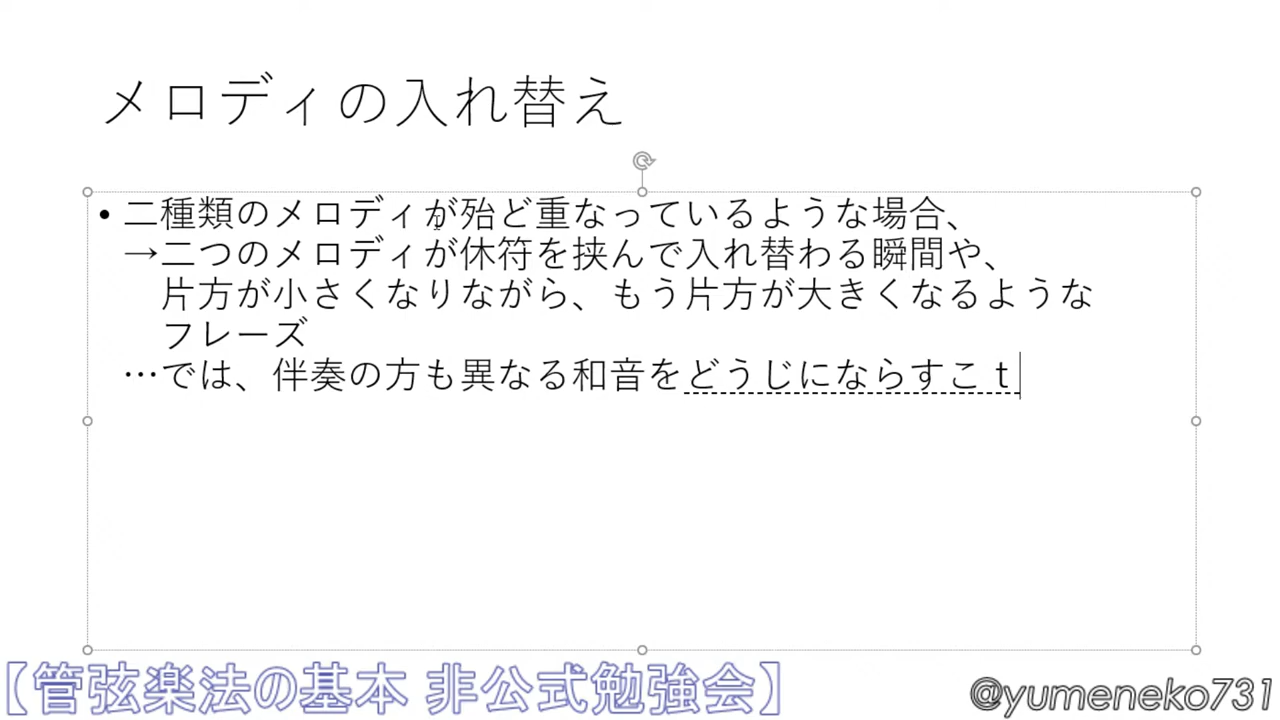 メロディの入れ替え
• 二種類のメロディが殆ど重なっているような場合、
→二つのメロディが休符を挟んで入れ替わる瞬間や、
片方が小さくなりながら、もう片方が大きくなるような
フレーズ
…では、伴奏の方も異なる和音をどうじにならすこｔ
【管弦楽法の基本 非公式勉強会】
@yumeneko731